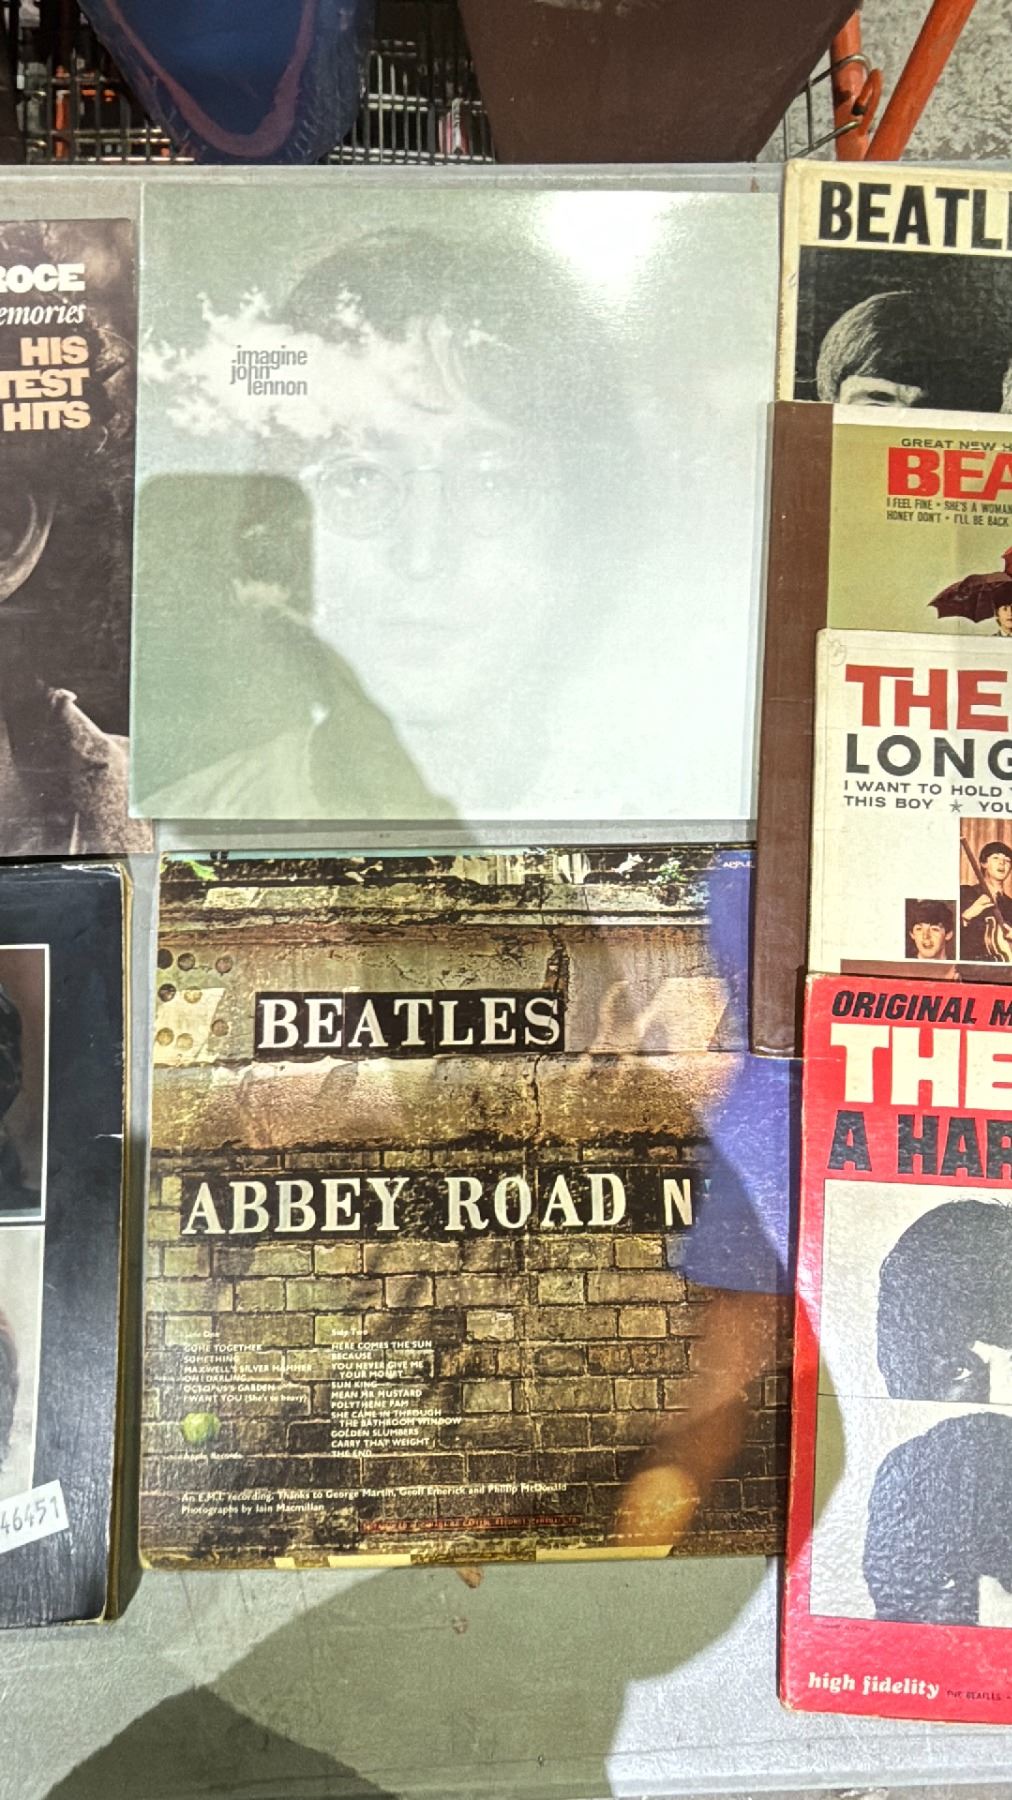 ROCE
emories
HIS
TEST
HITS
imagine
john
lennon
BEATL
GREAT NEW H
BEA
I FEEL FINE • SHE'S A WOMAN
HONEY DON'T • I'LL BE BACK
THE
LONG
I WANT TO HOLD Y
THIS BOY ★ YOU
46451
APPLE
BEATLES
ABBEY ROAD N
Side One
COME TOGETHER
SOMETHING
MAXWELL'S SILVER HAMMER
OH! DARLING
OCTOPUS'S GARDEN
I WANT YOU (She's so heavy)
Apple Records
Side Two
HERE COMES THE SUN
BECAUSE
YOU NEVER GIVE ME
YOUR MONEY
SUN KING
MEAN MR MUSTARD
POLYTHENE PAM
SHE CAME IN THROUGH
THE BATHROOM WINDOW
GOLDEN SLUMBERS
CARRY THAT WEIGHT
THE END
An E.M.I. recording. Thanks to George Martin, Geoff Emerick and Phillip McDonald
Photographs by Iain Macmillan
ORIGINAL M
THE
A HAR
high fidelity THE BEATLES •